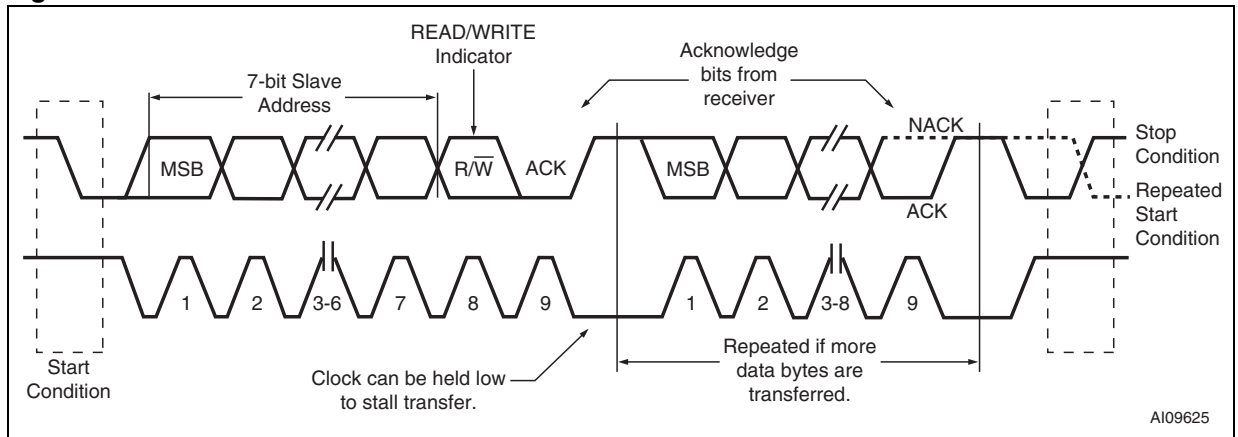 READ/WRITE
Indicator
Acknowledge
bits from
receiver
7-bit Slave
Address
NACK
Stop
Condition
MSB
R/W̅
ACK
MSB
ACK
Repeated
Start
Condition
1
2
3-6
7
8
9
1
2
3-8
9
Start
Condition
Clock can be held low
to stall transfer.
Repeated if more
data bytes are
transferred.
AI09625